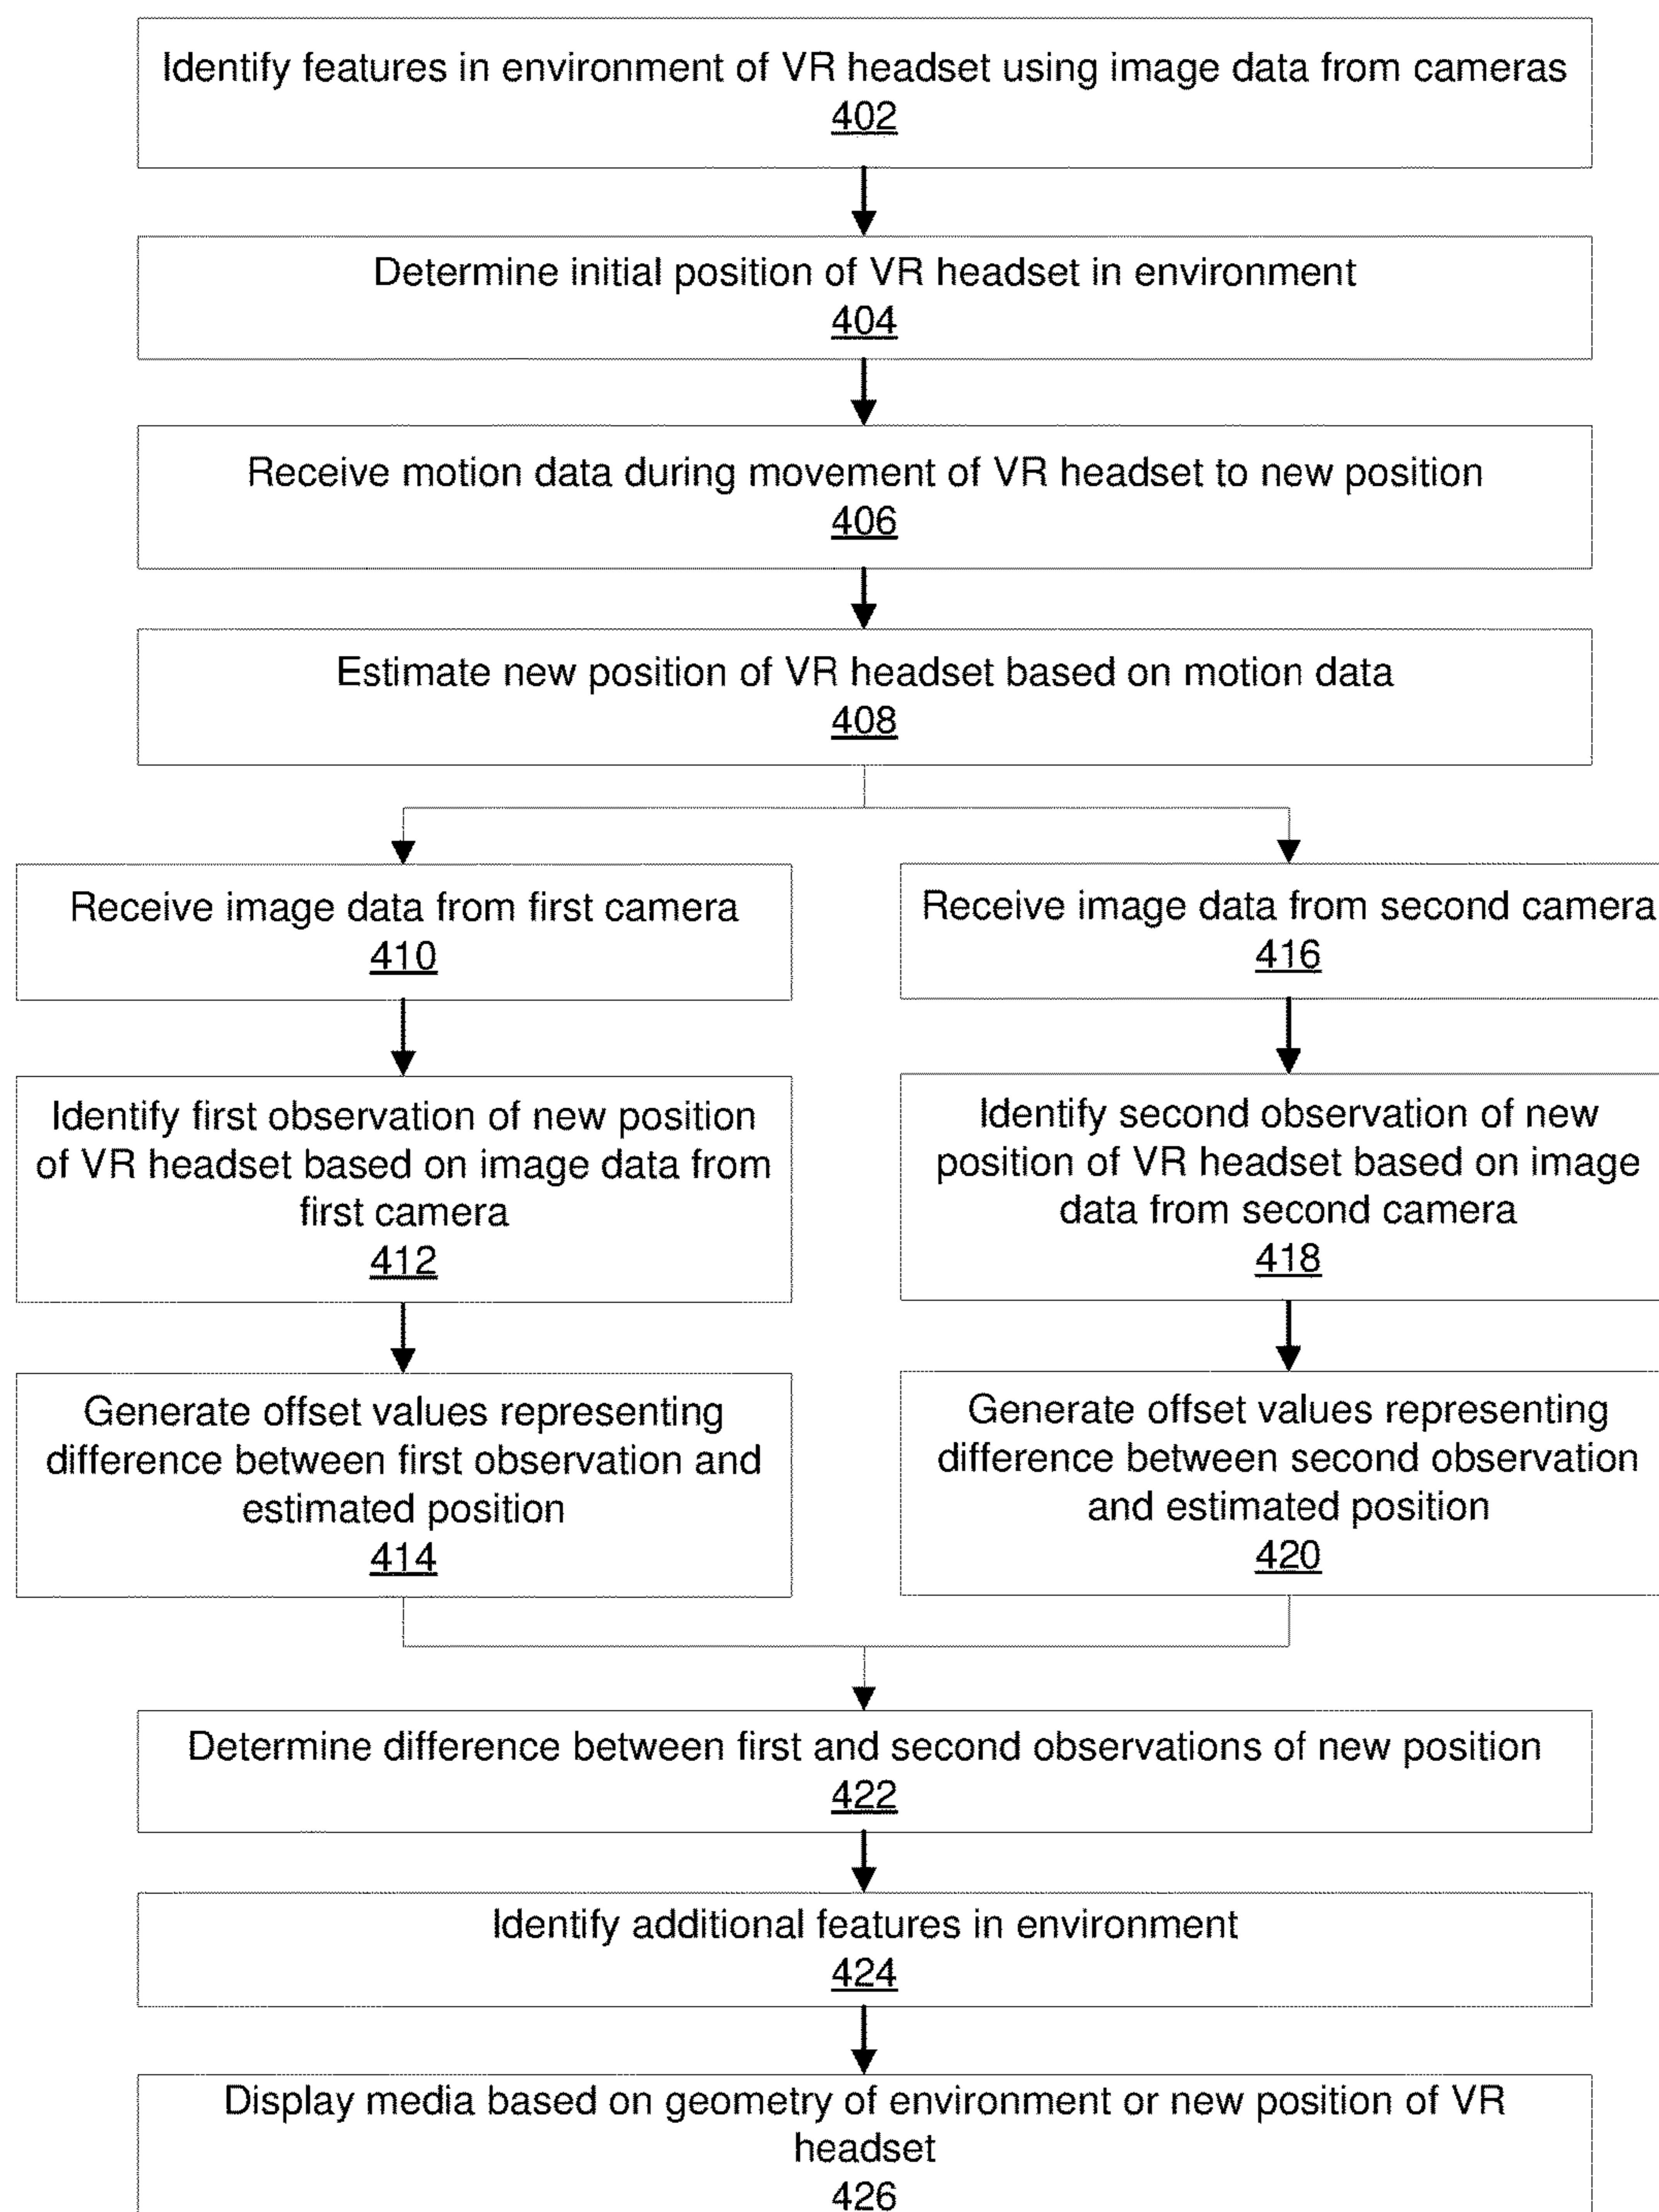 Identify features in environment of VR headset using image data from cameras
402
Determine initial position of VR headset in environment
404
Receive motion data during movement of VR headset to new position
406
Estimate new position of VR headset based on motion data
408
Receive image data from first camera
410
Identify first observation of new position
of VR headset based on image data from
first camera
412
Generate offset values representing
difference between first observation and
estimated position
414
Receive image data from second camera
416
Identify second observation of new
position of VR headset based on image
data from second camera
418
Generate offset values representing
difference between second observation
and estimated position
420
Determine difference between first and second observations of new position
422
Identify additional features in environment
424
Display media based on geometry of environment or new position of VR
headset
426